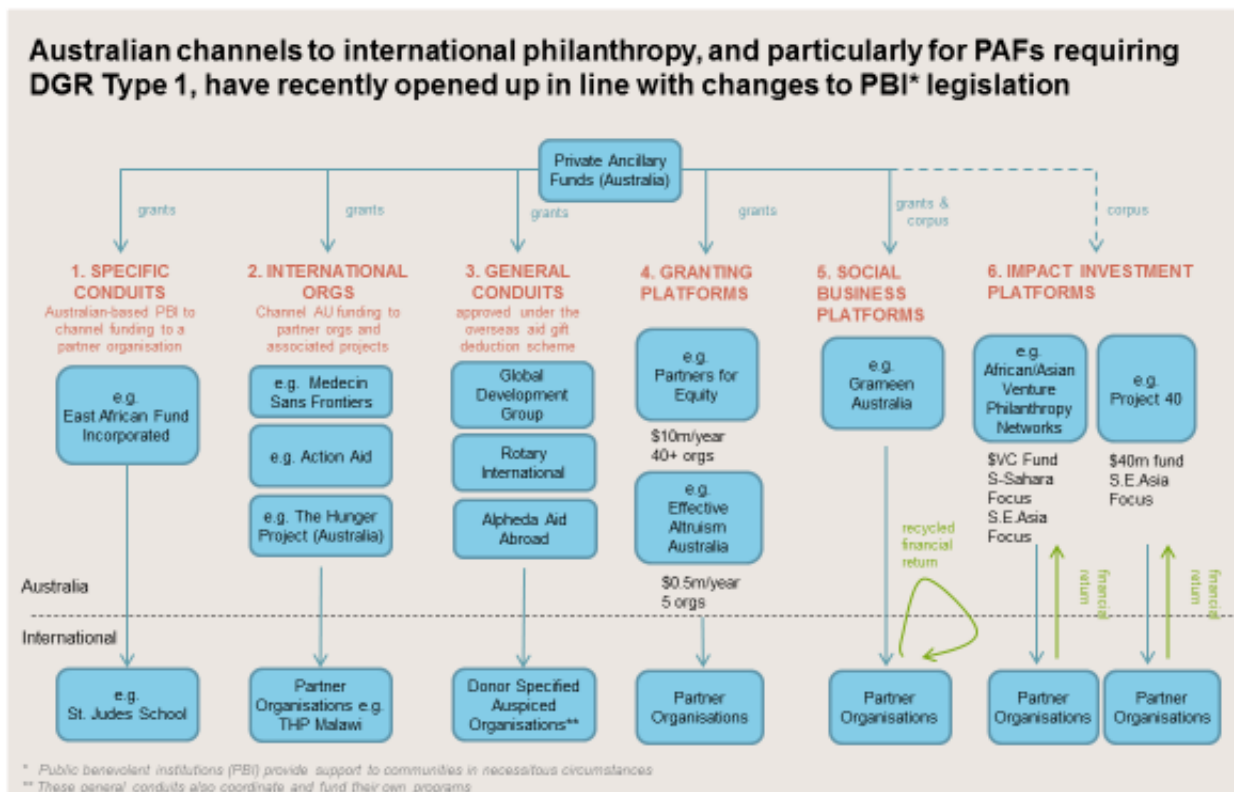 Australian channels to international philanthropy, and particularly for PAFs requiring
DGR Type 1, have recently opened up in line with changes to PBI* legislation
Private Ancillary
Funds (Australia)
grants
grants
grants
grants
grants &
corpus
corpus
1. SPECIFIC
CONDUITS
Australian-based PBI to
channel funding to a
partner organisation
2. INTERNATIONAL
ORGS
Channel AU funding to
partner orgs and
associated projects
3. GENERAL
CONDUITS
approved under the
overseas aid gift
deduction scheme
4. GRANTING
PLATFORMS
5. SOCIAL
BUSINESS
PLATFORMS
6. IMPACT INVESTMENT
PLATFORMS
e.g.
East African Fund
Incorporated
e.g. Medecin
Sans Frontiers
e.g. Action Aid
e.g. The Hunger
Project (Australia)
Global
Development
Group
Rotary
International
Alpheda Aid
Abroad
e.g.
Partners for
Equity
$10m/year
40+ orgs
e.g.
Effective
Altruism
Australia
$0.5m/year
5 orgs
e.g.
Grameen
Australia
recycled
financial
return
e.g.
African/Asian
Venture
Philanthropy
Networks
$VC Fund
S-Sahara
Focus
S.E.Asia
Focus
financial
return
e.g.
Project 40
$40m fund
S.E.Asia
Focus
financial
return
Australia
International
e.g.
St. Judes School
Partner
Organisations e.g.
THP Malawi
Donor Specified
Auspiced
Organisations**
Partner
Organisations
Partner
Organisations
Partner
Organisations
Partner
Organisations
* Public benevolent institutions (PBI) provide support to communities in necessitous circumstances
** These general conduits also coordinate and fund their own programs